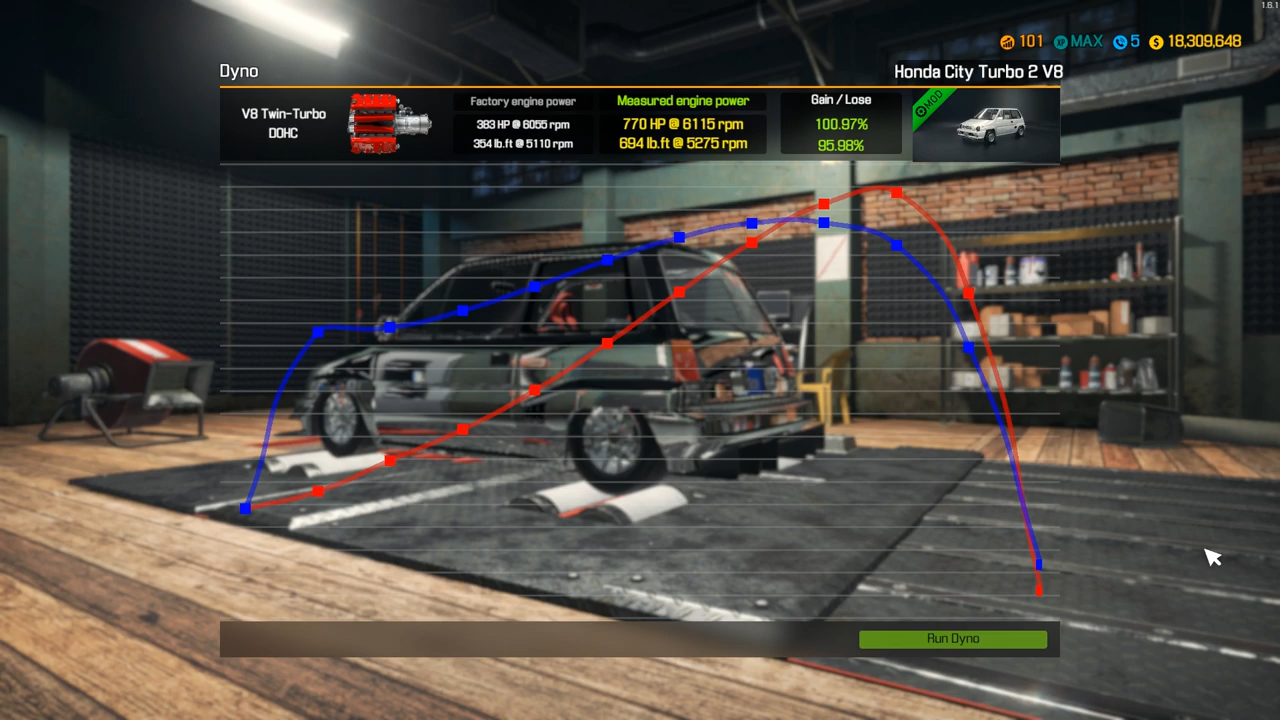 1.6.1
101 XP MAX 5 $ 18,309,648
Dyno
Honda City Turbo 2 V8
V8 Twin-Turbo
DOHC
Factory engine power
383 HP @ 6055 rpm
354 lb.ft @ 5110 rpm
Measured engine power
770 HP @ 6115 rpm
694 lb.ft @ 5275 rpm
Gain / Lose
100.97%
95.98%
MOD
Run Dyno